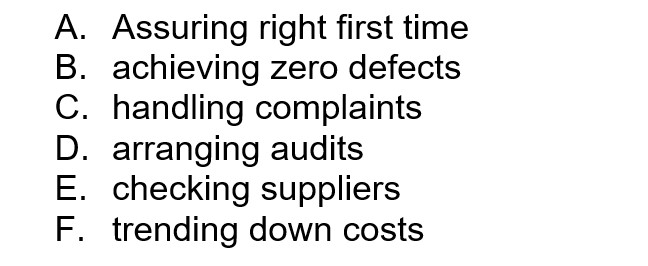 A. Assuring right first time
B. achieving zero defects
C. handling complaints
D. arranging audits
E. checking suppliers
F. trending down costs